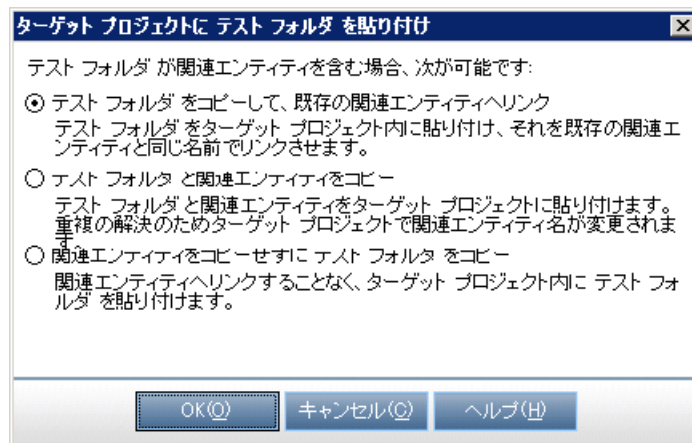 ターゲット プロジェクトに テスト フォルダ を貼り付け
テスト フォルダ が関連エンティティを含む場合、次が可能です:
テスト フォルダ をコピーして、既存の関連エンティティへリンク
テスト フォルダ をターゲット プロジェクト内に貼り付け、それを既存の関連エ
ンティティと同じ名前でリンクさせます。
テスト フォルダ と関連エンティティをコピー
テスト フォルダ と関連エンティティをターゲット プロジェクトに貼り付けます。
重複の解決のためターゲット プロジェクトで関連エンティティ名が変更されま
す。
関連エンティティをコピーせずに テスト フォルダ をコピー
関連エンティティへリンクすることなく、ターゲット プロジェクト内に テスト フォ
ルダ を貼り付けます。
OK(O) キャンセル(C) ヘルプ(H)